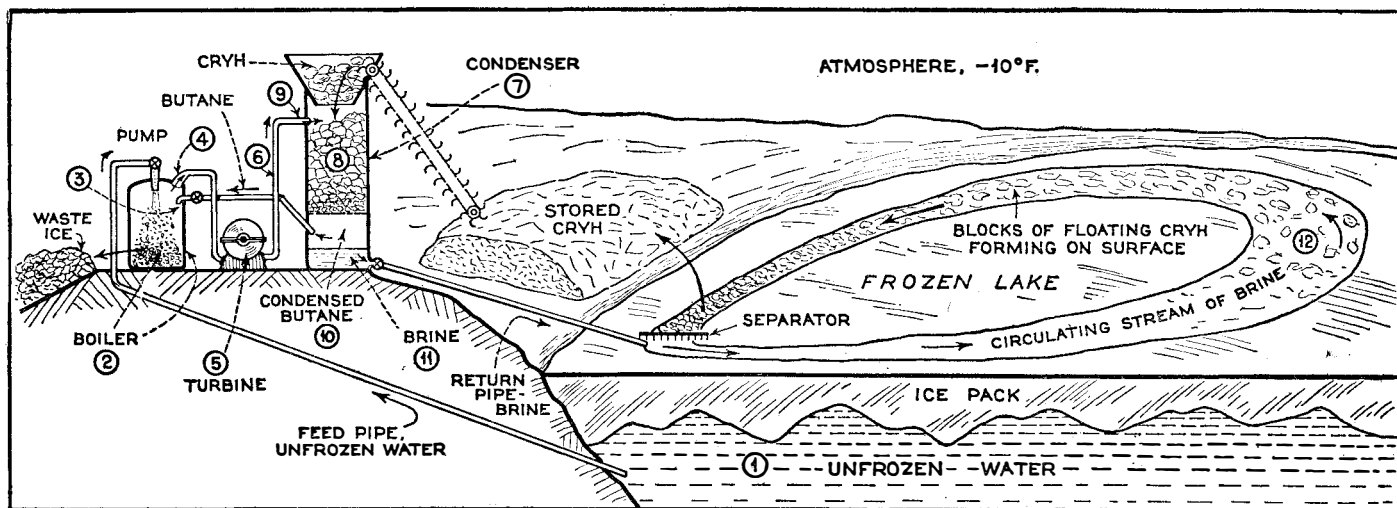 CRYH
CONDENSER
⑦
ATMOSPHERE, -10°F.
⑨
BUTANE
PUMP
④
⑥
⑧
③
WASTE
ICE
STORED
CRYH
BLOCKS OF FLOATING CRYH
FORMING ON SURFACE
⑫
FROZEN LAKE
CIRCULATING STREAM OF BRINE
SEPARATOR
BOILER
②
⑤
TURBINE
CONDENSED
BUTANE
⑩
BRINE
⑪
RETURN
PIPE-
BRINE
ICE PACK
FEED PIPE,
UNFROZEN WATER
① UNFROZEN WATER